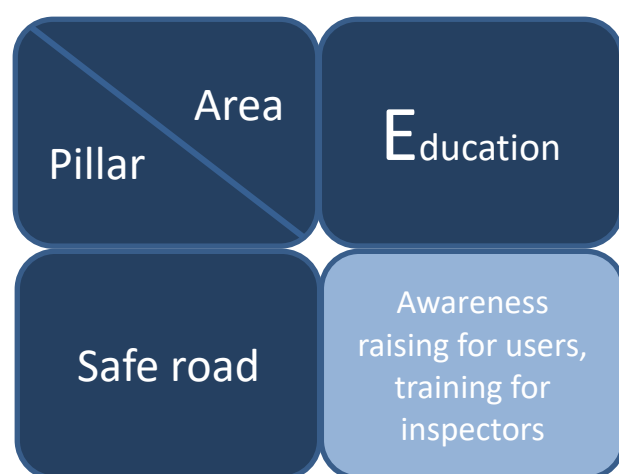 Area
Pillar
Education
Safe road
Awareness
raising for users,
training for
inspectors